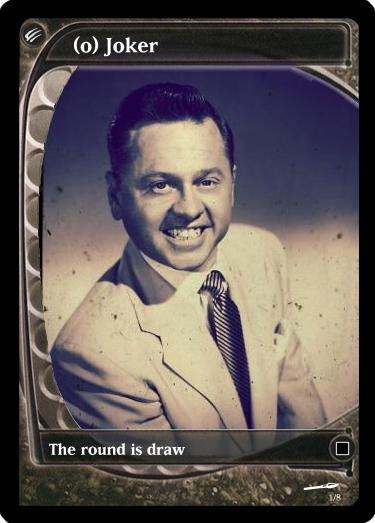 (o) Joker
The round is draw
1/8